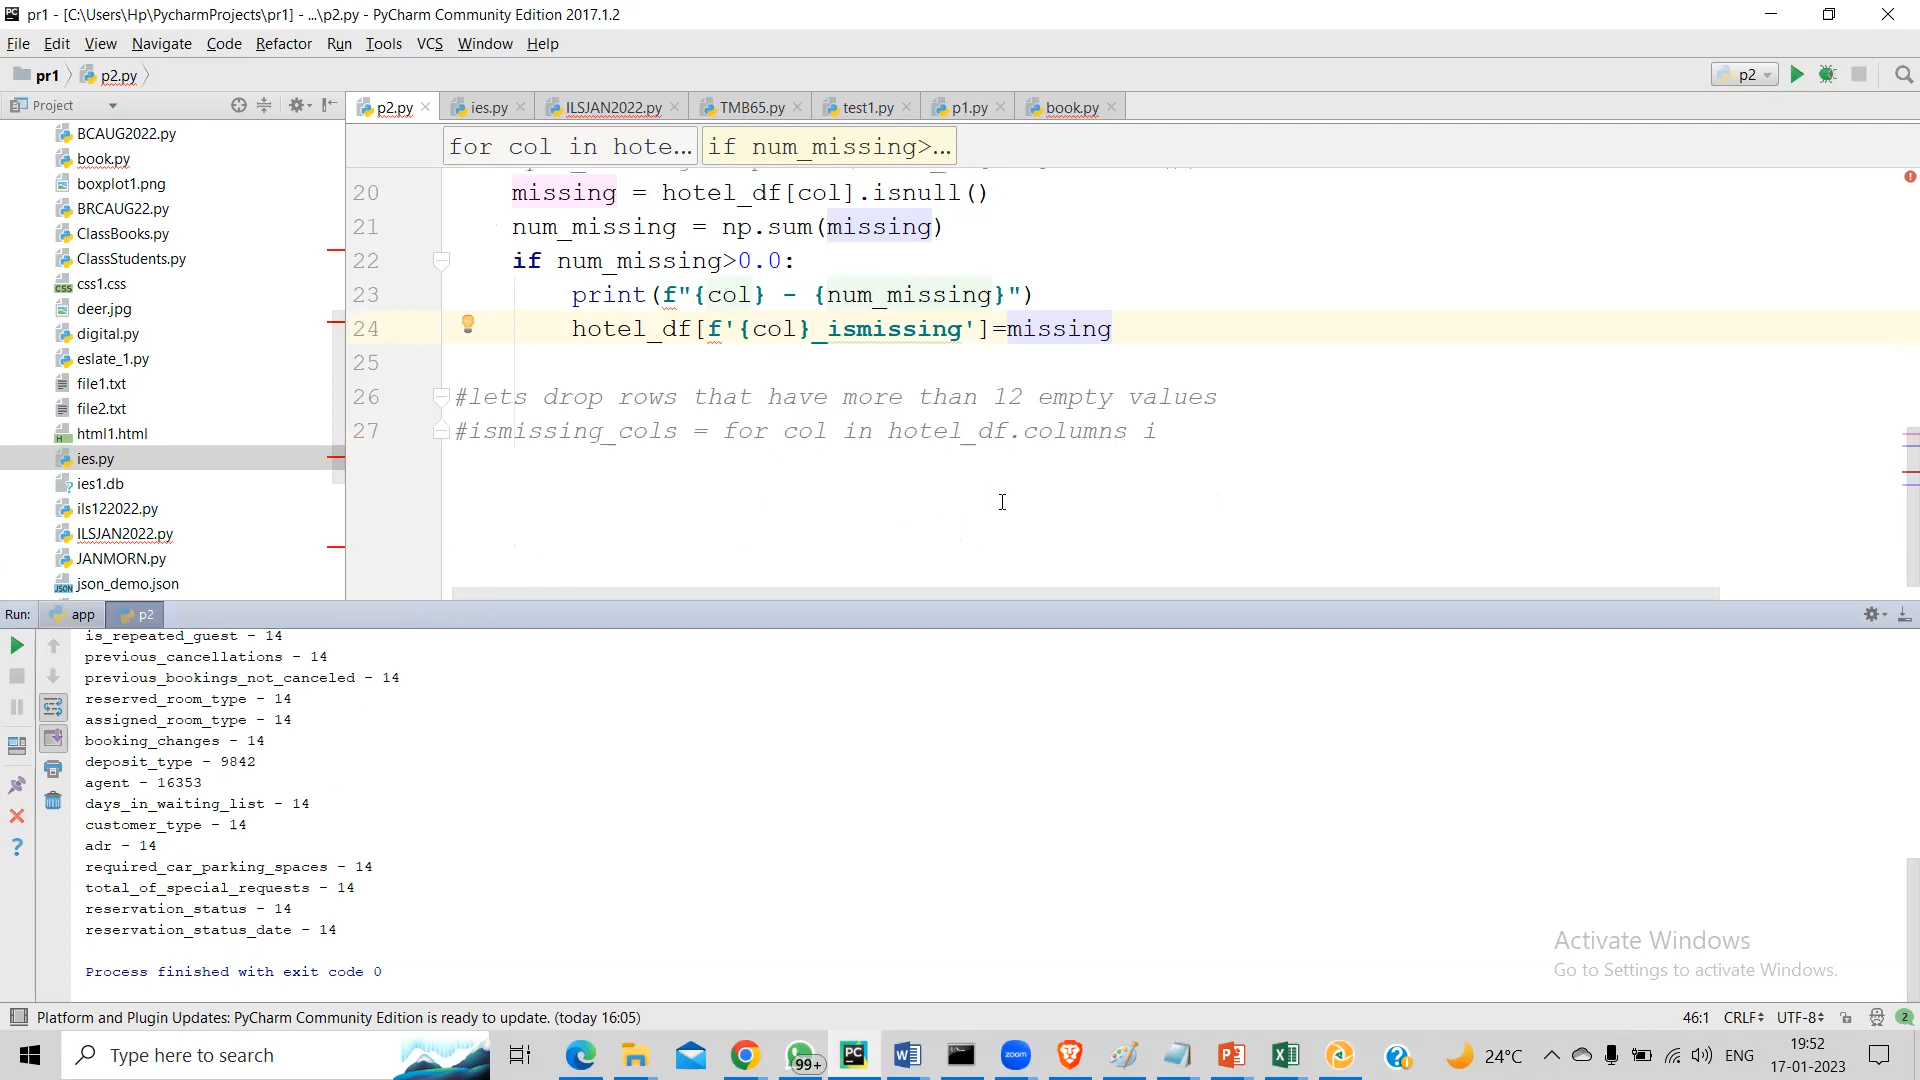 pr1 - [C:\Users\Hp\PycharmProjects\pr1] - ...\p2.py - PyCharm Community Edition 2017.1.2
File Edit View Navigate Code Refactor Run Tools VCS Window Help
pr1 p2.py p2
Project
p2.py ies.py ILSJAN2022.py TMB65.py test1.py p1.py book.py
BCAUG2022.py
book.py
boxplot1.png
BRCAUG22.py
ClassBooks.py
ClassStudents.py
css1.css
deer.jpg
digital.py
eslate_1.py
file1.txt
file2.txt
html1.html
ies.py
ies1.db
ils122022.py
ILSJAN2022.py
JANMORN.py
json_demo.json
for col in hote... if num_missing>...
20 missing = hotel_df[col].isnull()
21 num_missing = np.sum(missing)
22 if num_missing>0.0:
23 print(f"{col} - {num_missing}")
24 hotel_df[f'{col}_ismissing']=missing
25
26 #lets drop rows that have more than 12 empty values
27 #ismissing_cols = for col in hotel_df.columns i
Run: app p2
is_repeated_guest - 14
previous_cancellations - 14
previous_bookings_not_canceled - 14
reserved_room_type - 14
assigned_room_type - 14
booking_changes - 14
deposit_type - 9842
agent - 16353
days_in_waiting_list - 14
customer_type - 14
adr - 14
required_car_parking_spaces - 14
total_of_special_requests - 14
reservation_status - 14
reservation_status_date - 14
Process finished with exit code 0
Activate Windows
Go to Settings to activate Windows.
Platform and Plugin Updates: PyCharm Community Edition is ready to update. (today 16:05) 46:1 CRLF UTF-8 2
Type here to search 99+ PC zoom 24°C ENG 19:52
17-01-2023